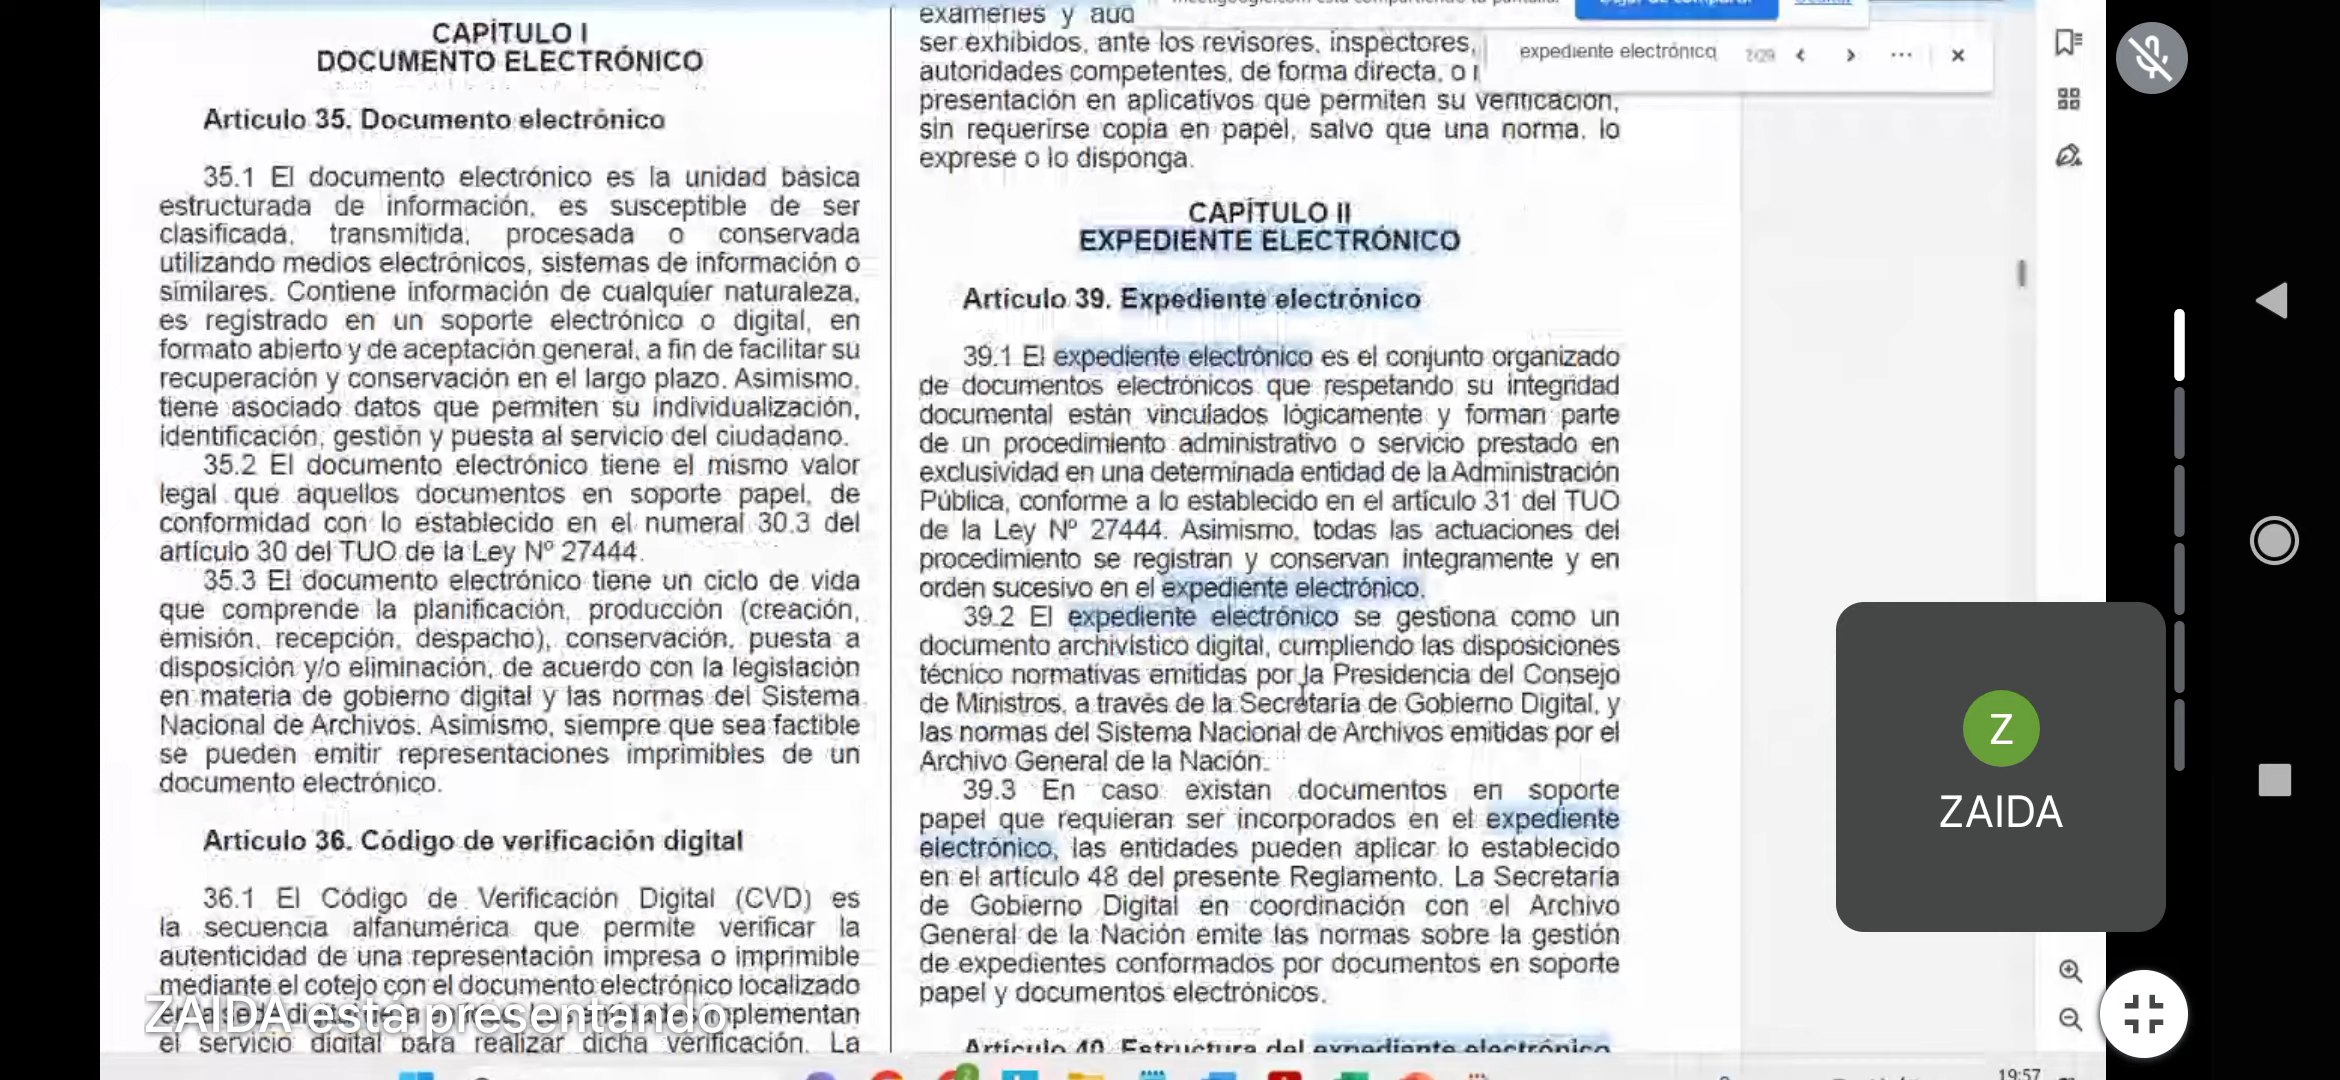 CAPÍTULO I
DOCUMENTO ELECTRÓNICO
Artículo 35. Documento electrónico
35.1 El documento electrónico es la unidad básica
estructurada de información, es susceptible de ser
clasificada, transmitida, procesada o conservada
utilizando medios electrónicos, sistemas de información o
similares. Contiene información de cualquier naturaleza,
es registrado en un soporte electrónico o digital, en
formato abierto y de aceptación general, a fin de facilitar su
recuperación y conservación en el largo plazo. Asimismo,
tiene asociado datos que permiten su individualización,
identificación, gestión y puesta al servicio del ciudadano.
35.2 El documento electrónico tiene el mismo valor
legal que aquellos documentos en soporte papel, de
conformidad con lo establecido en el numeral 30.3 del
artículo 30 del TUO de la Ley Nº 27444.
35.3 El documento electrónico tiene un ciclo de vida
que comprende la planificación, producción (creación,
emisión, recepción, despacho), conservación, puesta a
disposición y/o eliminación, de acuerdo con la legislación
en materia de gobierno digital y las normas del Sistema
Nacional de Archivos. Asimismo, siempre que sea factible
se pueden emitir representaciones imprimibles de un
documento electrónico.
Artículo 36. Código de verificación digital
36.1 El Código de Verificación Digital (CVD) es
la secuencia alfanumérica que permite verificar la
autenticidad de una representación impresa o imprimible
mediante el cotejo con el documento electrónico localizado
el servicio digital para realizar dicha verificación. La
exámenes y
ser exhibidos, ante los revisores, inspectores,
autoridades competentes, de forma directa, o
presentación en aplicativos que permiten su verificación,
sin requerirse copia en papel, salvo que una norma, lo
exprese o lo disponga.
CAPÍTULO II
EXPEDIENTE ELECTRÓNICO
Artículo 39. Expediente electrónico
39.1 El expediente electrónico es el conjunto organizado
de documentos electrónicos que respetando su integridad
documental están vinculados lógicamente y forman parte
de un procedimiento administrativo o servicio prestado en
exclusividad en una determinada entidad de la Administración
Pública, conforme a lo establecido en el artículo 31 del TUO
de la Ley Nº 27444. Asimismo, todas las actuaciones del
procedimiento se registran y conservan íntegramente y en
orden sucesivo en el expediente electrónico.
39.2 El expediente electrónico se gestiona como un
documento archivístico digital, cumpliendo las disposiciones
técnico normativas emitidas por la Presidencia del Consejo
de Ministros, a través de la Secretaría de Gobierno Digital, y
las normas del Sistema Nacional de Archivos emitidas por el
Archivo General de la Nación.
39.3 En caso existan documentos en soporte
papel que requieran ser incorporados en el expediente
electrónico, las entidades pueden aplicar lo establecido
en el artículo 48 del presente Reglamento. La Secretaría
de Gobierno Digital en coordinación con el Archivo
General de la Nación emite las normas sobre la gestión
de expedientes conformados por documentos en soporte
papel y documentos electrónicos.
Artículo 40. Estructura del expediente electrónico
expediente electrónico
Z
ZAIDA
ZAIDA está presentando
19:57